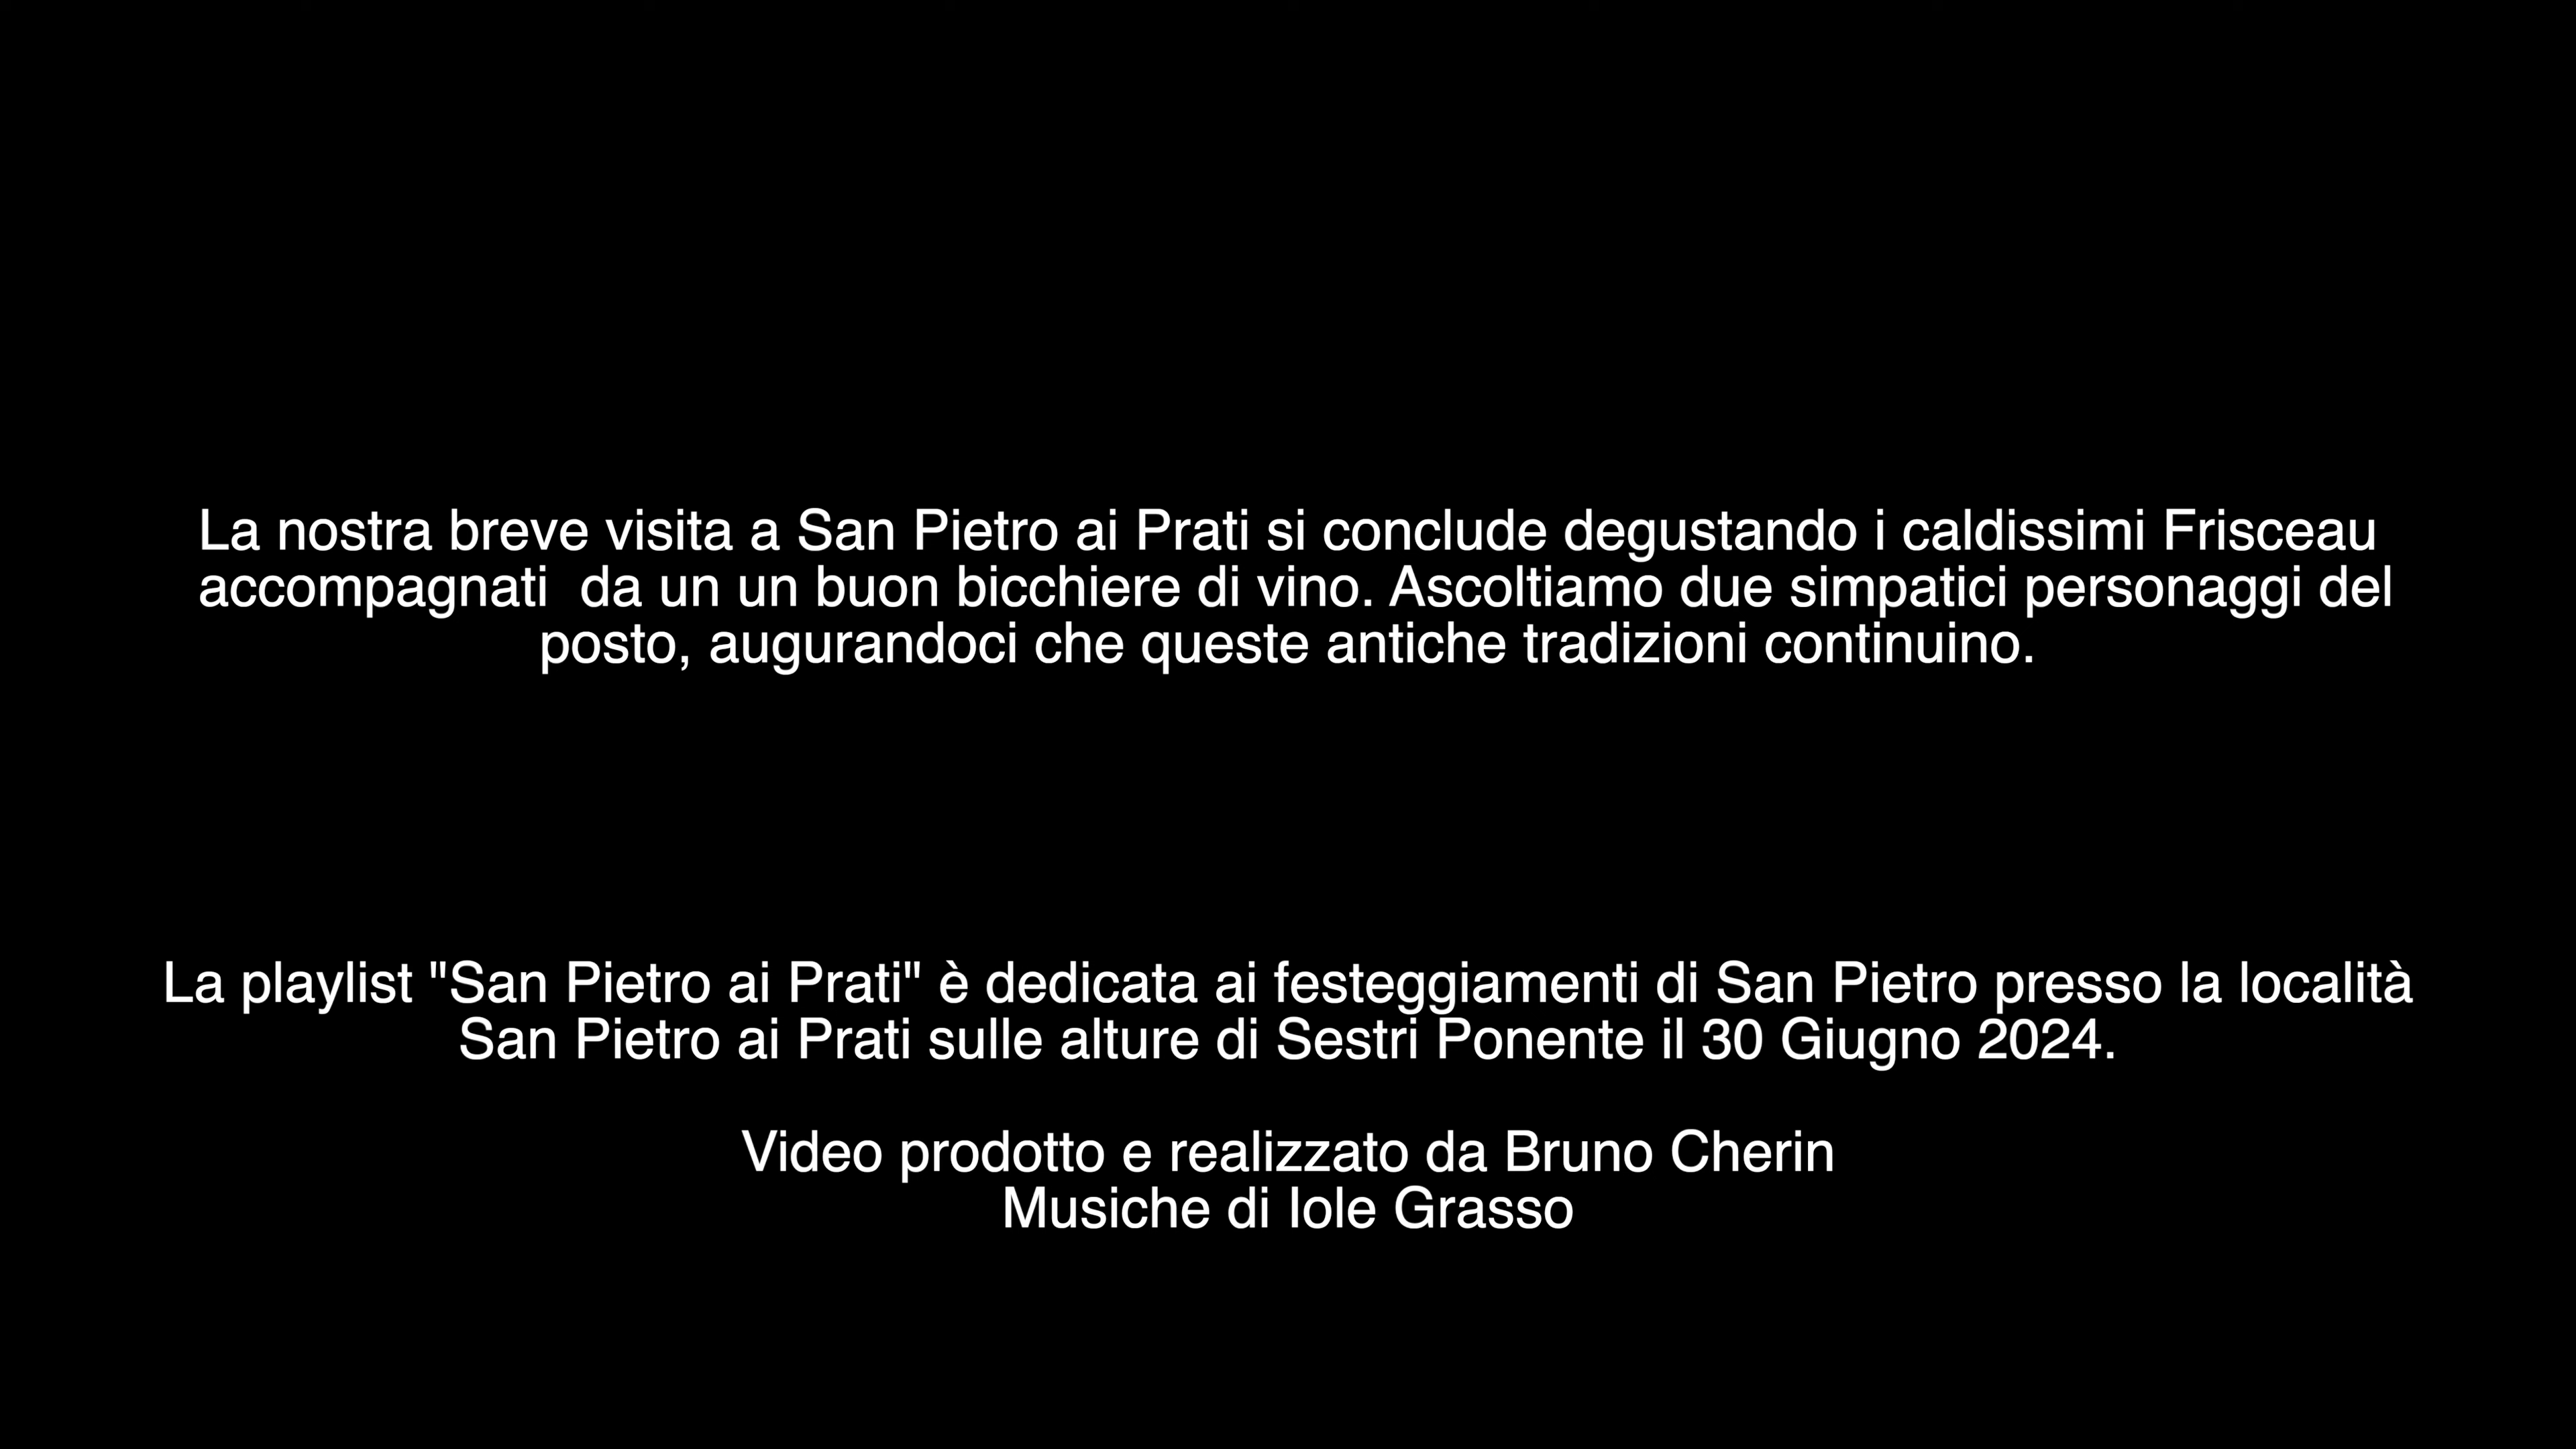 La nostra breve visita a San Pietro ai Prati si conclude degustando i caldissimi Frisceau
accompagnati  da un un buon bicchiere di vino. Ascoltiamo due simpatici personaggi del
posto, augurandoci che queste antiche tradizioni continuino.
La playlist "San Pietro ai Prati" è dedicata ai festeggiamenti di San Pietro presso la località
San Pietro ai Prati sulle alture di Sestri Ponente il 30 Giugno 2024.
Video prodotto e realizzato da Bruno Cherin
Musiche di Iole Grasso